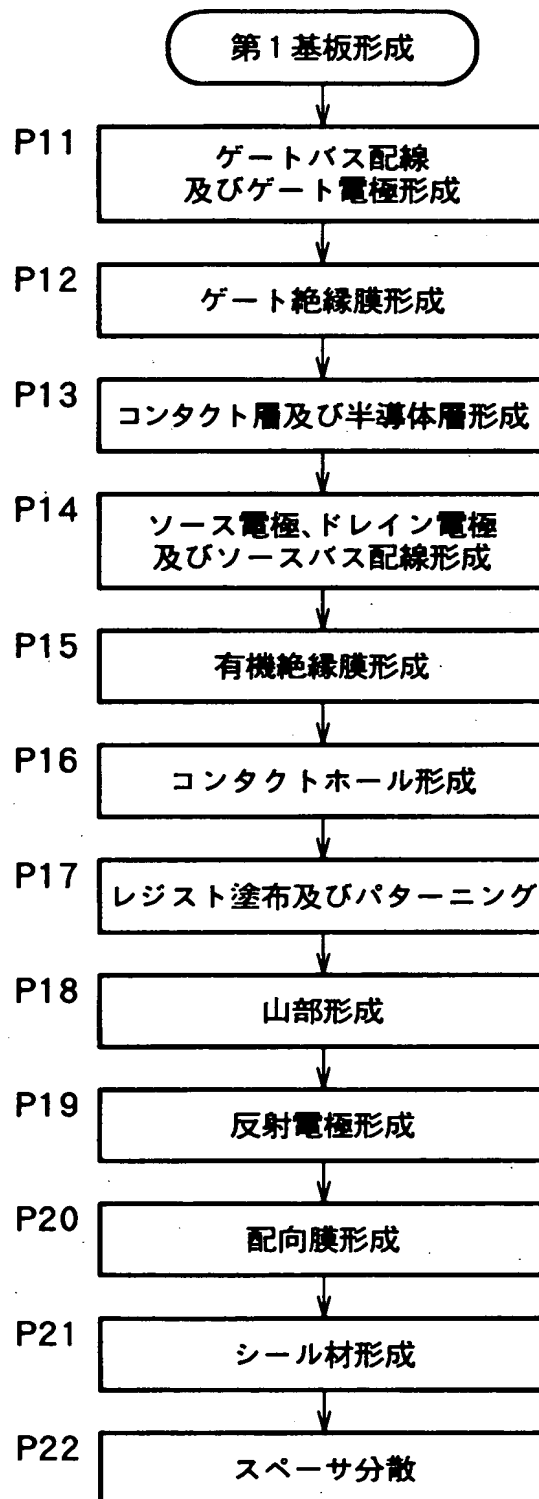 第1基板形成
P11
ゲートバス配線
及びゲート電極形成
P12
ゲート絶縁膜形成
P13
コンタクト層及び半導体層形成
P14
ソース電極、ドレイン電極
及びソースバス配線形成
P15
有機絶縁膜形成
P16
コンタクトホール形成
P17
レジスト塗布及びパターニング
P18
山部形成
P19
反射電極形成
P20
配向膜形成
P21
シール材形成
P22
スペーサ分散